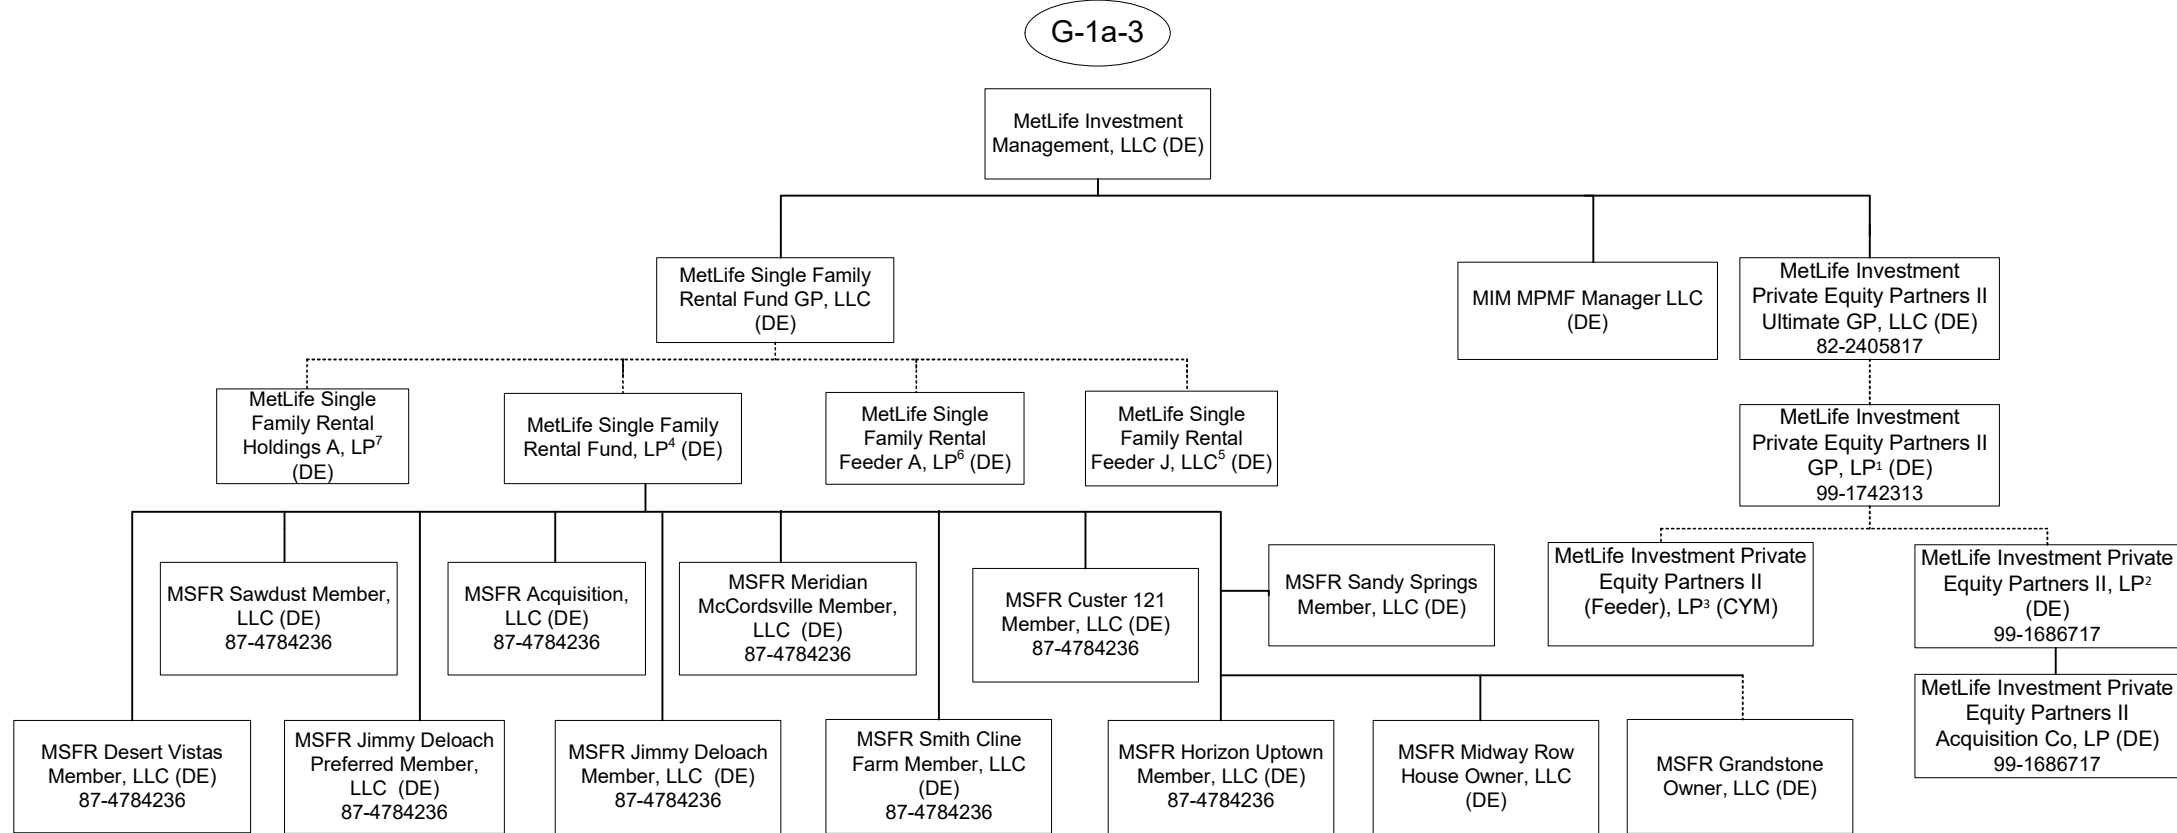 G-1a-3
MetLife Investment
Management, LLC (DE)
MetLife Single Family
Rental Fund GP, LLC
(DE)
MIM MPMF Manager LLC
(DE)
MetLife Investment
Private Equity Partners II
Ultimate GP, LLC (DE)
82-2405817
MetLife Single
Family Rental
Holdings A, LP⁷
(DE)
MetLife Single Family
Rental Fund, LP⁴ (DE)
MetLife Single
Family Rental
Feeder A, LP⁶ (DE)
MetLife Single
Family Rental
Feeder J, LLC⁵ (DE)
MetLife Investment
Private Equity Partners II
GP, LP¹ (DE)
99-1742313
MSFR Sawdust Member,
LLC (DE)
87-4784236
MSFR Acquisition,
LLC (DE)
87-4784236
MSFR Meridian
McCordsville Member,
LLC (DE)
87-4784236
MSFR Custer 121
Member, LLC (DE)
87-4784236
MSFR Sandy Springs
Member, LLC (DE)
MetLife Investment Private
Equity Partners II
(Feeder), LP³ (CYM)
MetLife Investment Private
Equity Partners II, LP²
(DE)
99-1686717
MSFR Desert Vistas
Member, LLC (DE)
87-4784236
MSFR Jimmy Deloach
Preferred Member,
LLC (DE)
87-4784236
MSFR Jimmy Deloach
Member, LLC (DE)
87-4784236
MSFR Smith Cline
Farm Member, LLC
(DE)
87-4784236
MSFR Horizon Uptown
Member, LLC (DE)
87-4784236
MSFR Midway Row
House Owner, LLC
(DE)
MSFR Grandstone
Owner, LLC (DE)
MetLife Investment Private
Equity Partners II
Acquisition Co, LP (DE)
99-1686717